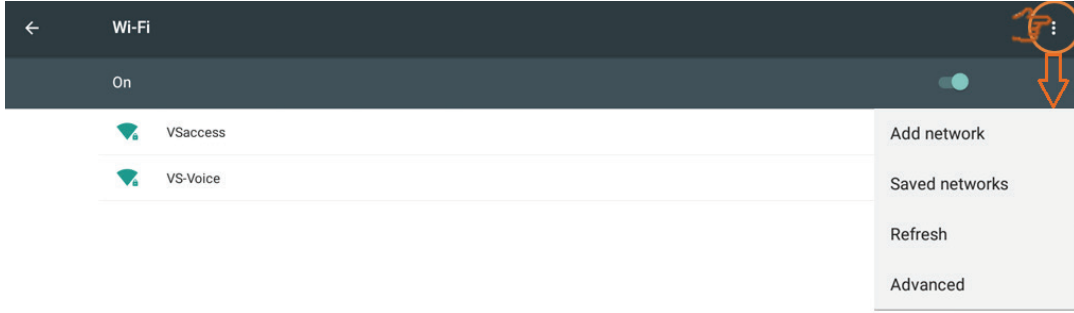 Wi-Fi
On
VSaccess
VS-Voice
Add network
Saved networks
Refresh
Advanced